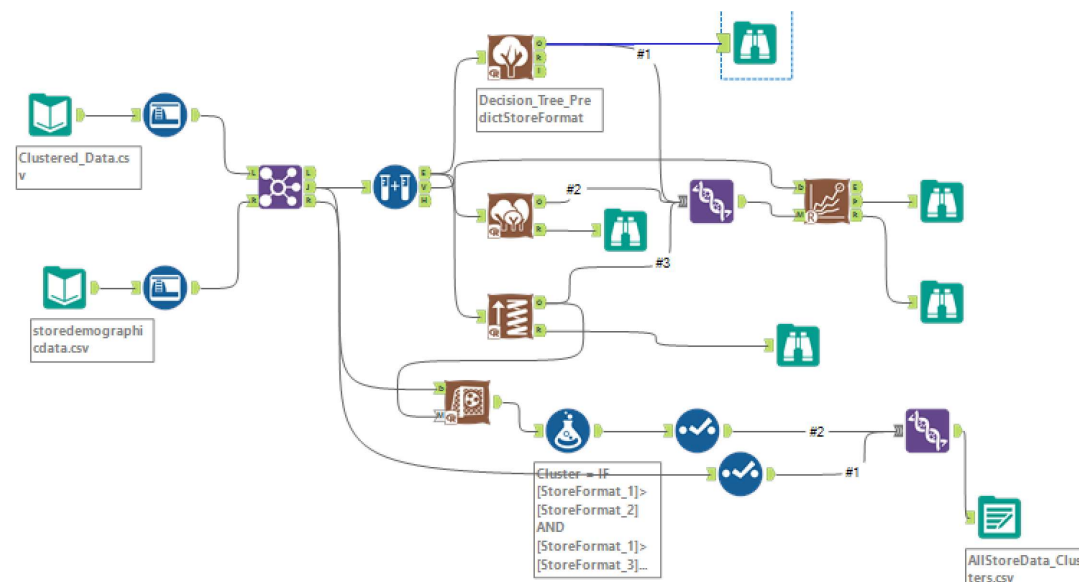 #1
Decision_Tree_Pre
dictStoreFormat
Clustered_Data.cs
v
L
R
L
J
R
E
V
H
O
R
I
#2
O
R
D
M
E
P
R
R
#3
storedemographi
cdata.csv
O
R
D
M
#2
#1
Cluster = IF
[StoreFormat_1]>
[StoreFormat_2]
AND
[StoreFormat_1]>
[StoreFormat_3]...
AllStoreData_Clus
ters.csv